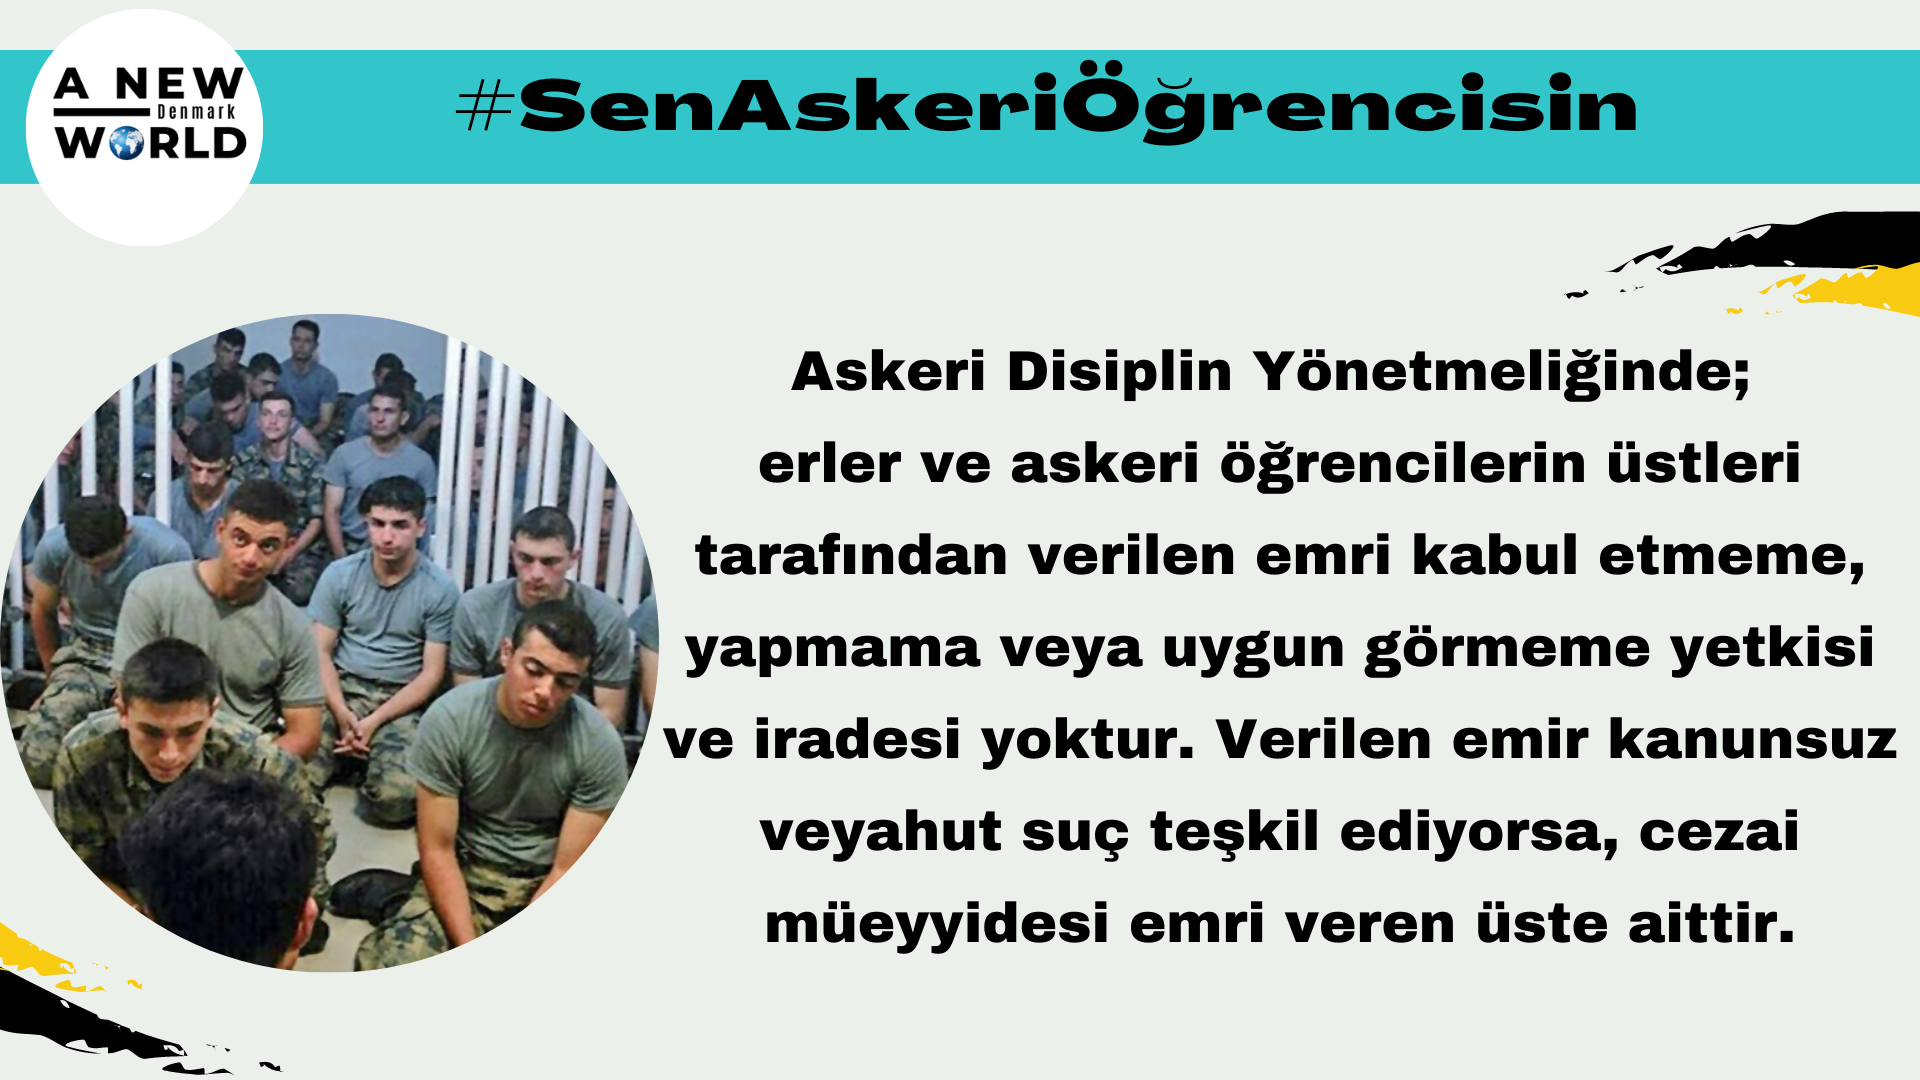 A NEW
Denmark
WORLD
#SenAskeriÖğrencisin
Askeri Disiplin Yönetmeliğinde;
erler ve askeri öğrencilerin üstleri
tarafından verilen emri kabul etmeme,
yapmama veya uygun görmeme yetkisi
ve iradesi yoktur. Verilen emir kanunsuz
veyahut suç teşkil ediyorsa, cezai
müeyyidesi emri veren üste aittir.